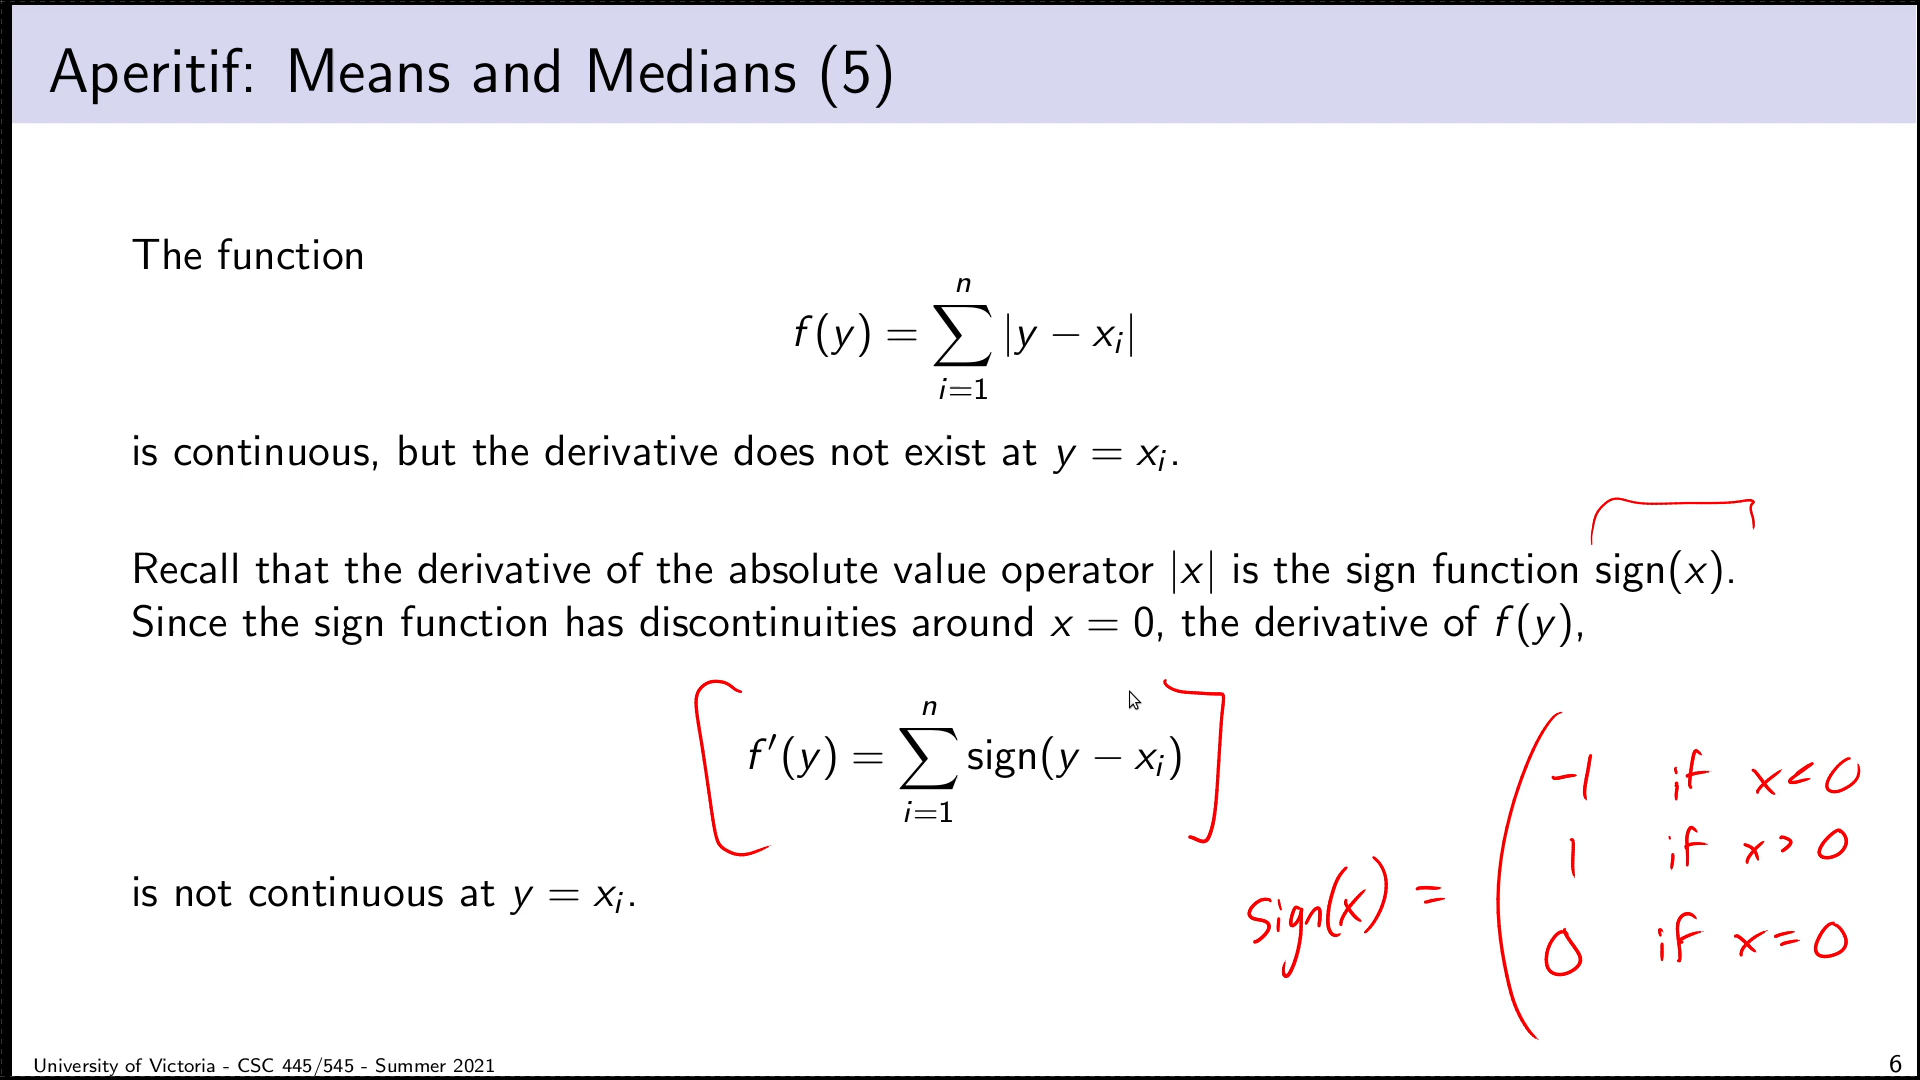 Aperitif: Means and Medians (5)
The function
f(y) = ∑_{i=1}^{n} |y − x_i|
is continuous, but the derivative does not exist at y = x_i.
Recall that the derivative of the absolute value operator |x| is the sign function sign(x).
Since the sign function has discontinuities around x = 0, the derivative of f(y),
f′(y) = ∑_{i=1}^{n} sign(y − x_i)
is not continuous at y = x_i.
sign(x) =
-1 if x<0
1 if x>0
0 if x=0
University of Victoria - CSC 445/545 - Summer 2021
6